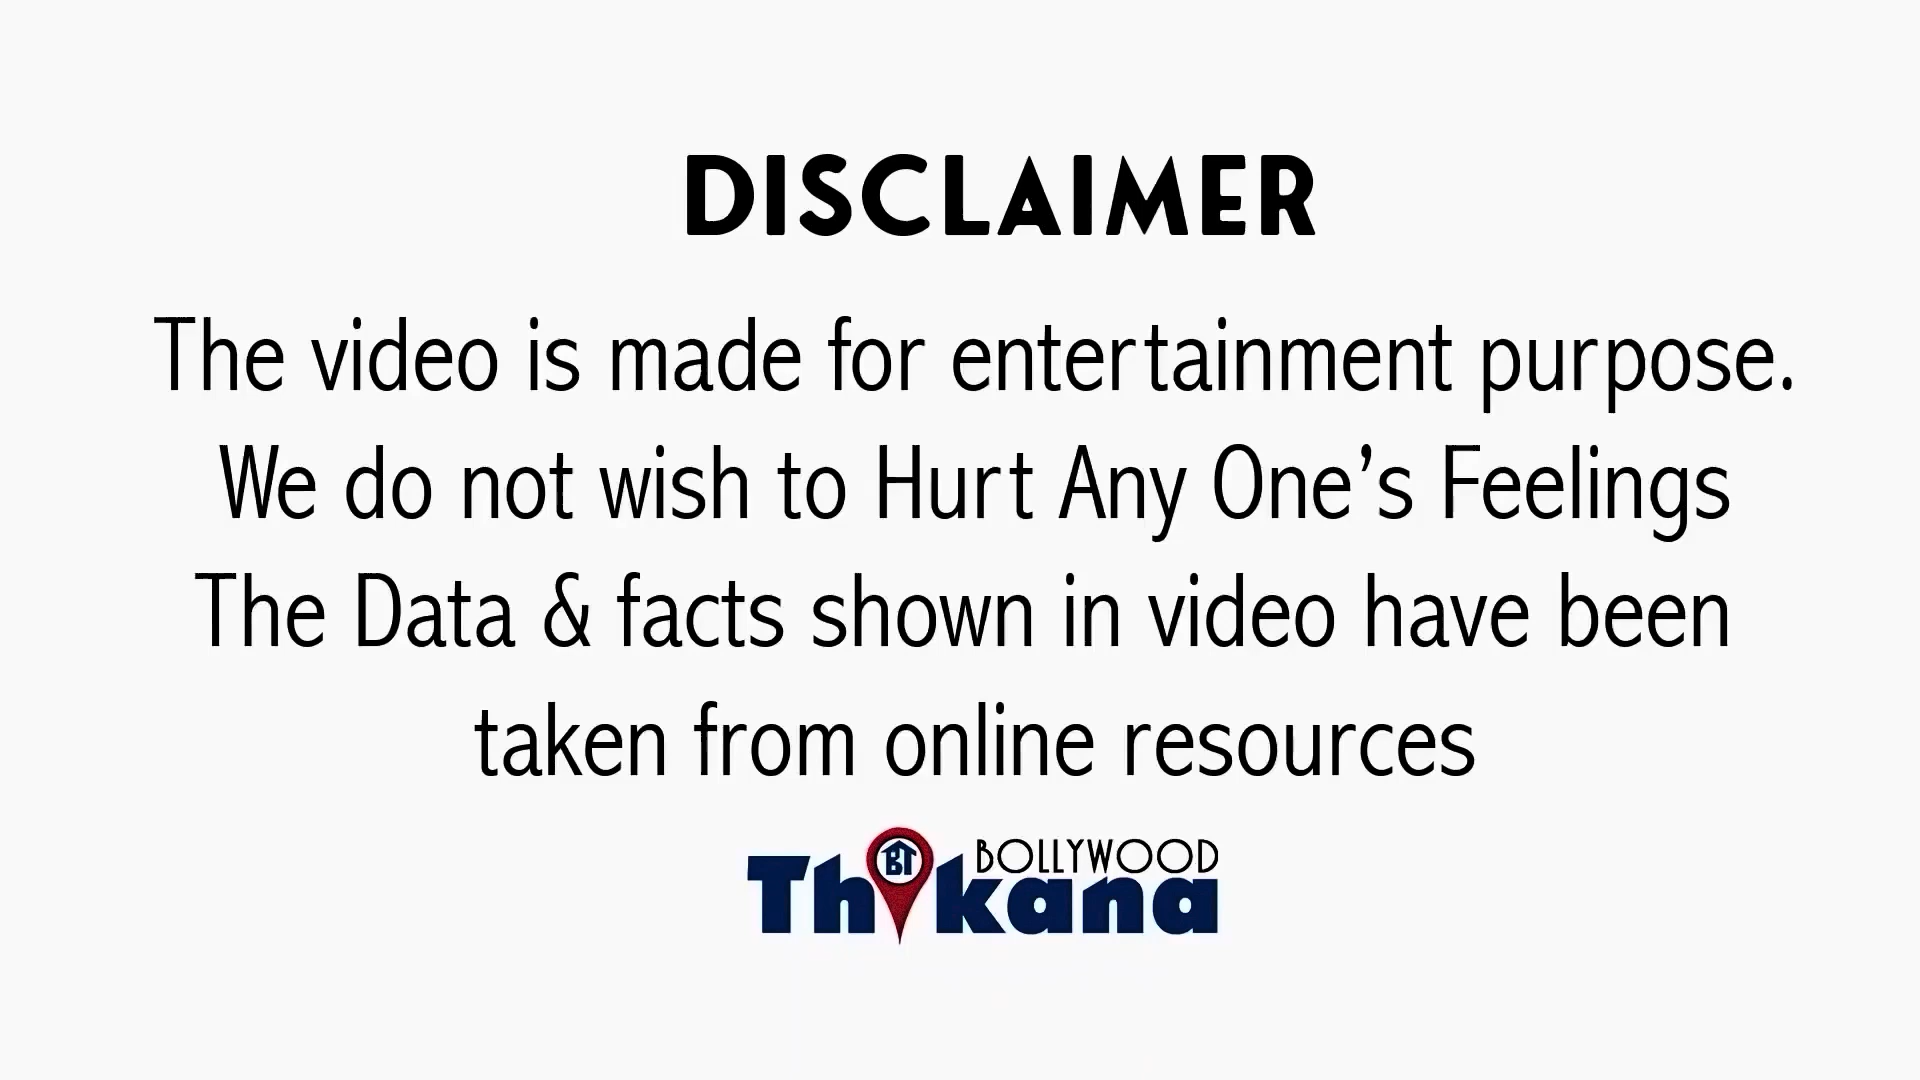 DISCLAIMER
The video is made for entertainment purpose.
We do not wish to Hurt Any One’s Feelings
The Data & facts shown in video have been
taken from online resources
BOLLYWOOD
BT
Thikana